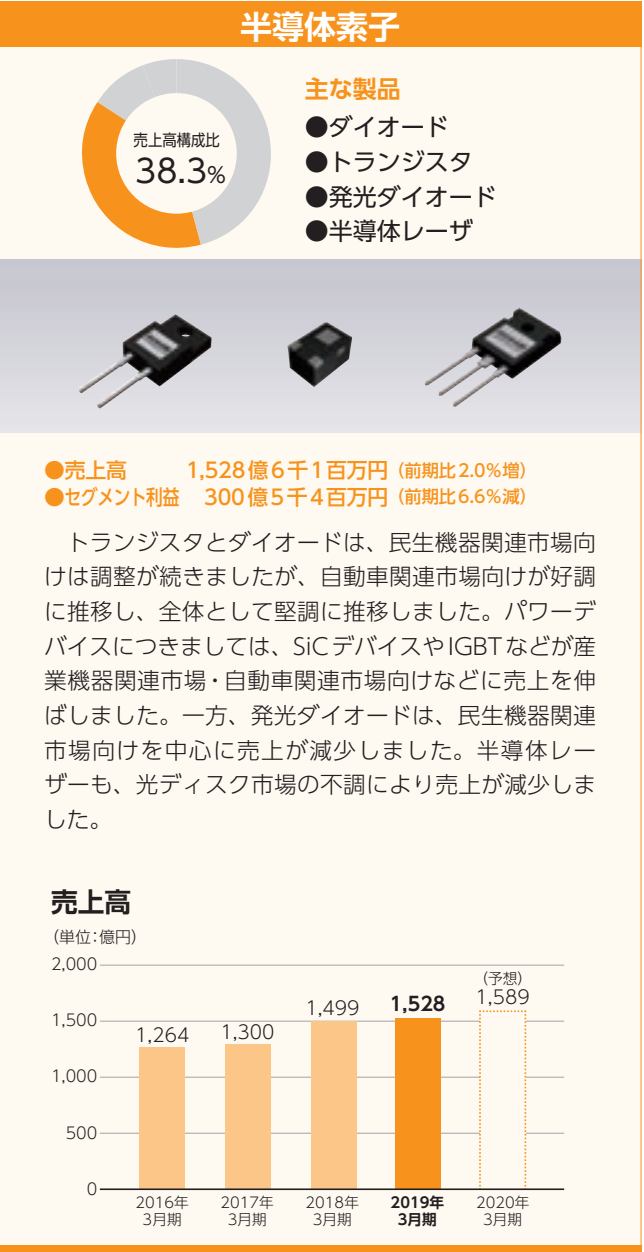 半導体素子
売上高構成比
38.3%
主な製品
●ダイオード
●トランジスタ
●発光ダイオード
●半導体レーザ
●売上高 1,528億6千1百万円（前期比2.0%増）
●セグメント利益 300億5千4百万円（前期比6.6%減）
トランジスタとダイオードは、民生機器関連市場向
けは調整が続きましたが、自動車関連市場向けが好調
に推移し、全体として堅調に推移しました。パワーデ
バイスにつきましては、SiCデバイスやIGBTなどが産
業機器関連市場・自動車関連市場向けなどに売上を伸
ばしました。一方、発光ダイオードは、民生機器関連
市場向けを中心に売上が減少しました。半導体レー
ザーも、光ディスク市場の不調により売上が減少しま
した。
売上高
（単位：億円）
2,000
1,500
1,000
500
0
1,264
1,300
1,499
1,528
（予想）
1,589
2016年
3月期
2017年
3月期
2018年
3月期
2019年
3月期
2020年
3月期